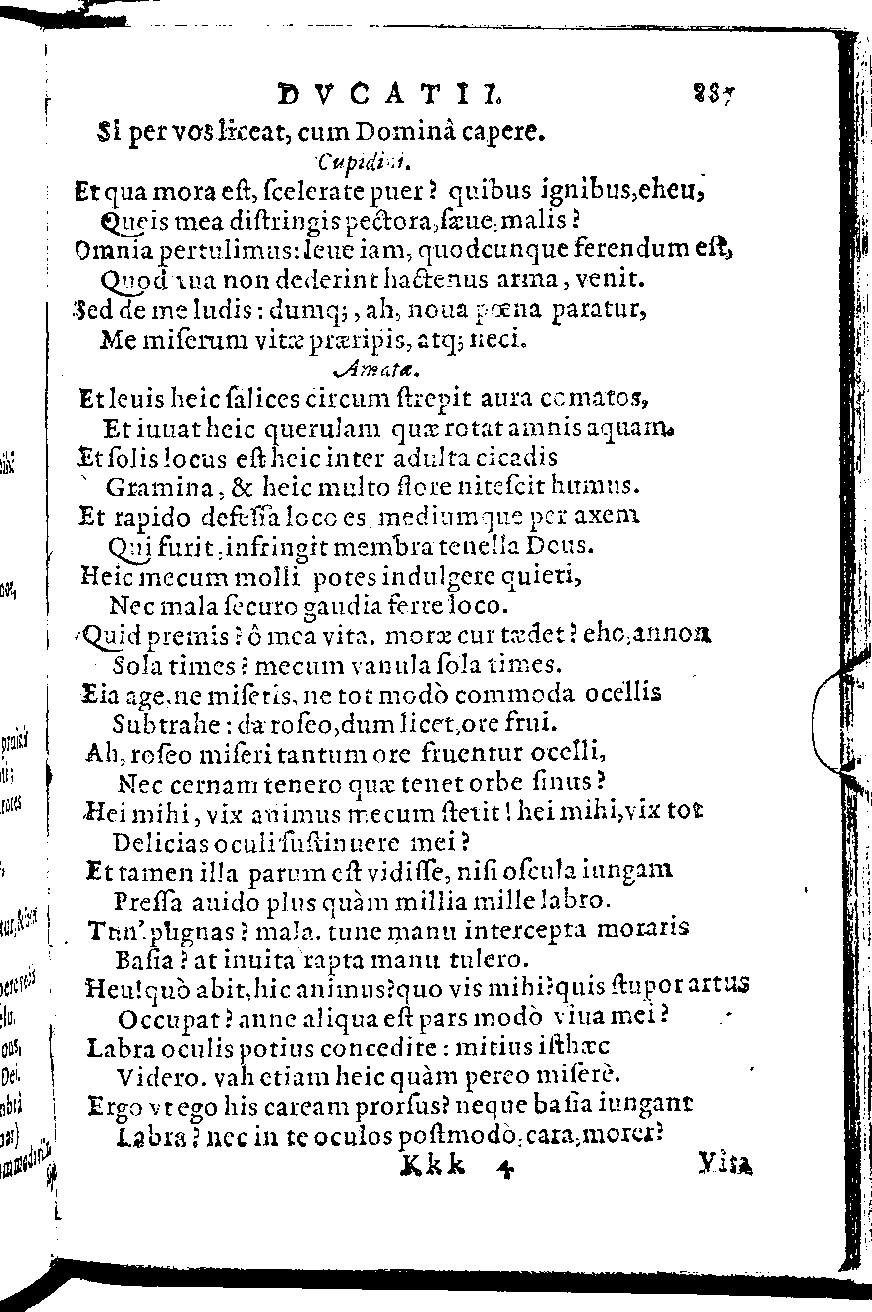 DVCATII. 887
Si per vos liceat, cum Dominâ capere.
Cupidini.
Et qua mora est, scelerate puer? quibus ignibus, eheu,
Queis mea distringis pectora, sæue, malis?
Omnia pertulimus: leue iam, quodcunque ferendum est,
Quod tua non dederint hactenus arma, venit.
Sed de me ludis: dumq;, ah, noua pœna paratur,
Me miserum vitæ præripis, atq; neci.
Amatæ.
Et leuis heic salices circum strepit aura comatos,
Et iuuat heic querulam quæ rotat amnis aquam.
Et solis locus est heic inter adulta cicadis
Gramina, & heic multo flore nitescit humus.
Et rapido defessa loco es, mediumque per axem
Qui furit, infringit membra tenella Deus.
Heic mecum molli potes indulgere quieti,
Nec mala securo gaudia ferre loco.
Quid premis? ô mea vita, moræ cur tædet? eho, annon
Sola times? mecum vanula sola times.
Eia age, ne miseris, ne tot modò commoda ocellis
Subtrahe: da roseo, dum licet, ore frui.
Ah, roseo miseri tantum ore fruentur ocelli,
Nec cernam tenero quæ tenet orbe sinus?
Hei mihi, vix animus mecum stetit! hei mihi, vix tot
Delicias oculi sustinuere mei?
Et tamen illa parum est vidisse, nisi oscula iungam
Pressa auido plus quàm millia mille labro.
Tun'. pugnas? mala. tune manu intercepta moraris
Basia? at inuita rapta manu tulero.
Heu! quò abit, hic animus? quo vis mihi? quis stupor artus
Occupat? anne aliqua est pars modò viua mei?
Labra oculis potius concedite: mitius isthæc
Videro. vah etiam heic quàm pereo miserè.
Ergo vt ego his caream prorsus? neque basia iungant
Labra? nec in te oculos postmodò, cara, morer?
Kkk 4 Vita